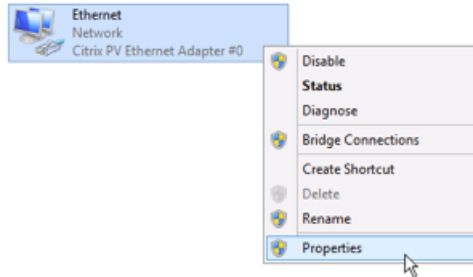 Ethernet
Network
Citrix PV Ethernet Adapter #0
Disable
Status
Diagnose
Bridge Connections
Create Shortcut
Delete
Rename
Properties